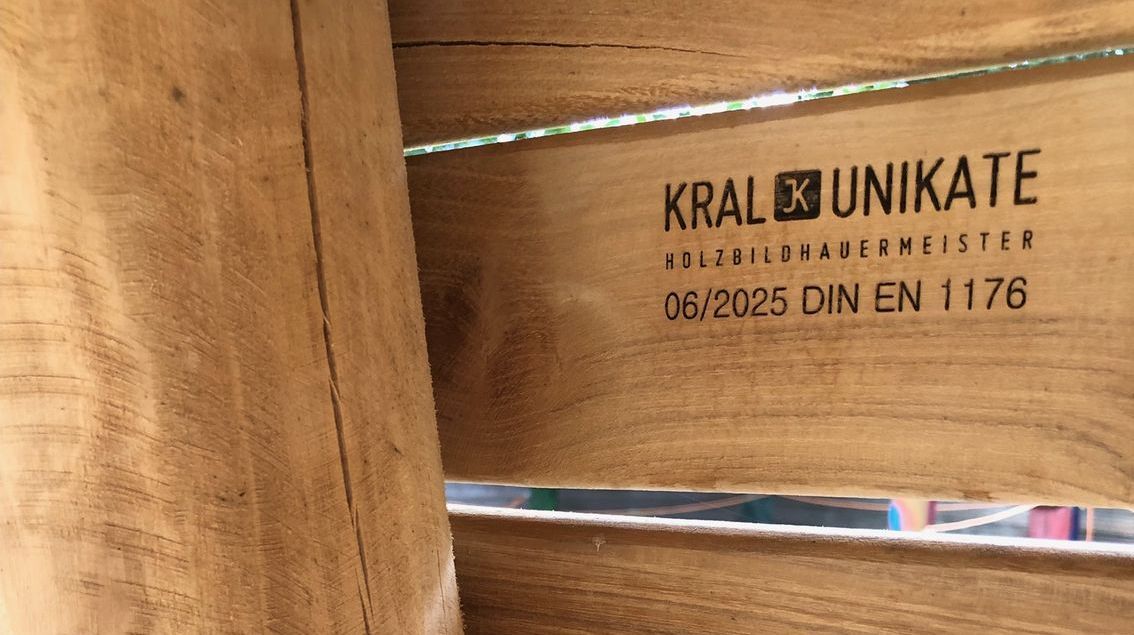 KRAL JK UNIKATE
HOLZBILDHAUERMEISTER
06/2025 DIN EN 1176